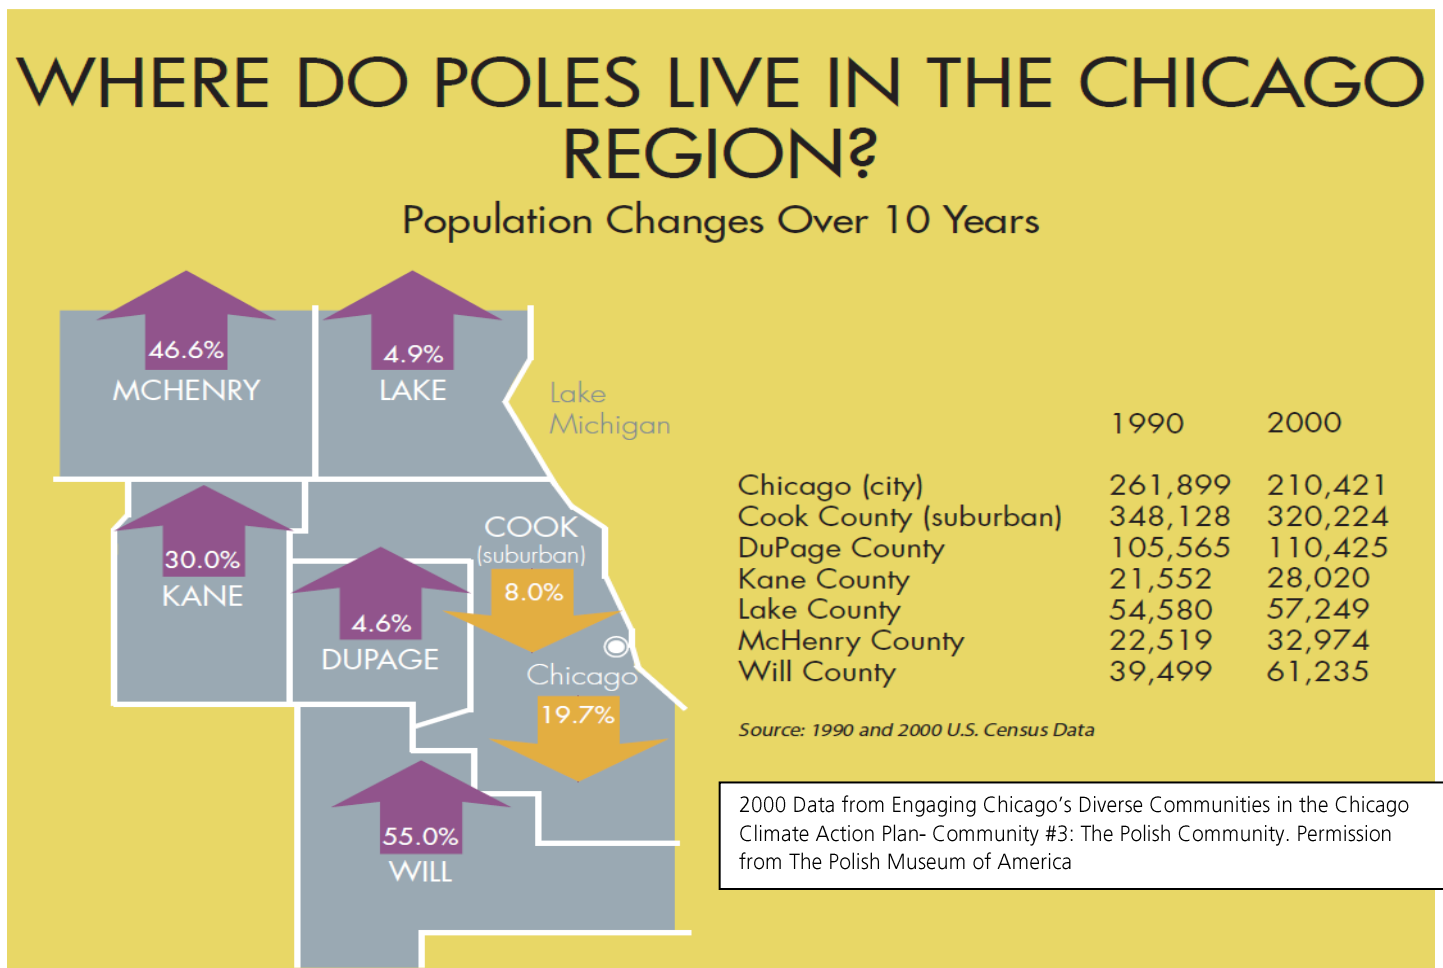 WHERE DO POLES LIVE IN THE CHICAGO
REGION?
Population Changes Over 10 Years
46.6%
MCHENRY
4.9%
LAKE
Lake
Michigan
30.0%
KANE
4.6%
DUPAGE
COOK
(suburban)
8.0%
Chicago
19.7%
55.0%
WILL
1990 2000
Chicago (city) 261,899 210,421
Cook County (suburban) 348,128 320,224
DuPage County 105,565 110,425
Kane County 21,552 28,020
Lake County 54,580 57,249
McHenry County 22,519 32,974
Will County 39,499 61,235
Source: 1990 and 2000 U.S. Census Data
2000 Data from Engaging Chicago’s Diverse Communities in the Chicago
Climate Action Plan- Community #3: The Polish Community. Permission
from The Polish Museum of America